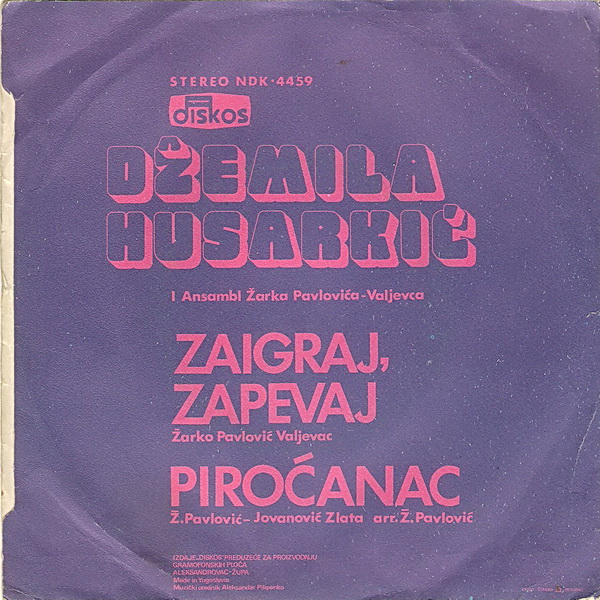 STEREO NDK-4459
diskos
DŽEMILA
HUSARKIĆ
I Ansambl Žarka Pavlovića-Valjevca
ZAIGRAJ,
ZAPEVAJ
Žarko Pavlović Valjevac
PIROĆANAC
Ž.Pavlović-Jovanović Zlata arr.Ž.Pavlović
IZDAJE„DISKOS"PREDUZEĆE ZA PROIZVODNJU
GRAMOFONSKIH PLOČA
ALEKSANDROVAC-ŽUPA
Made in Yugoslavia
Muzički urednik Aleksandar Pilipenko